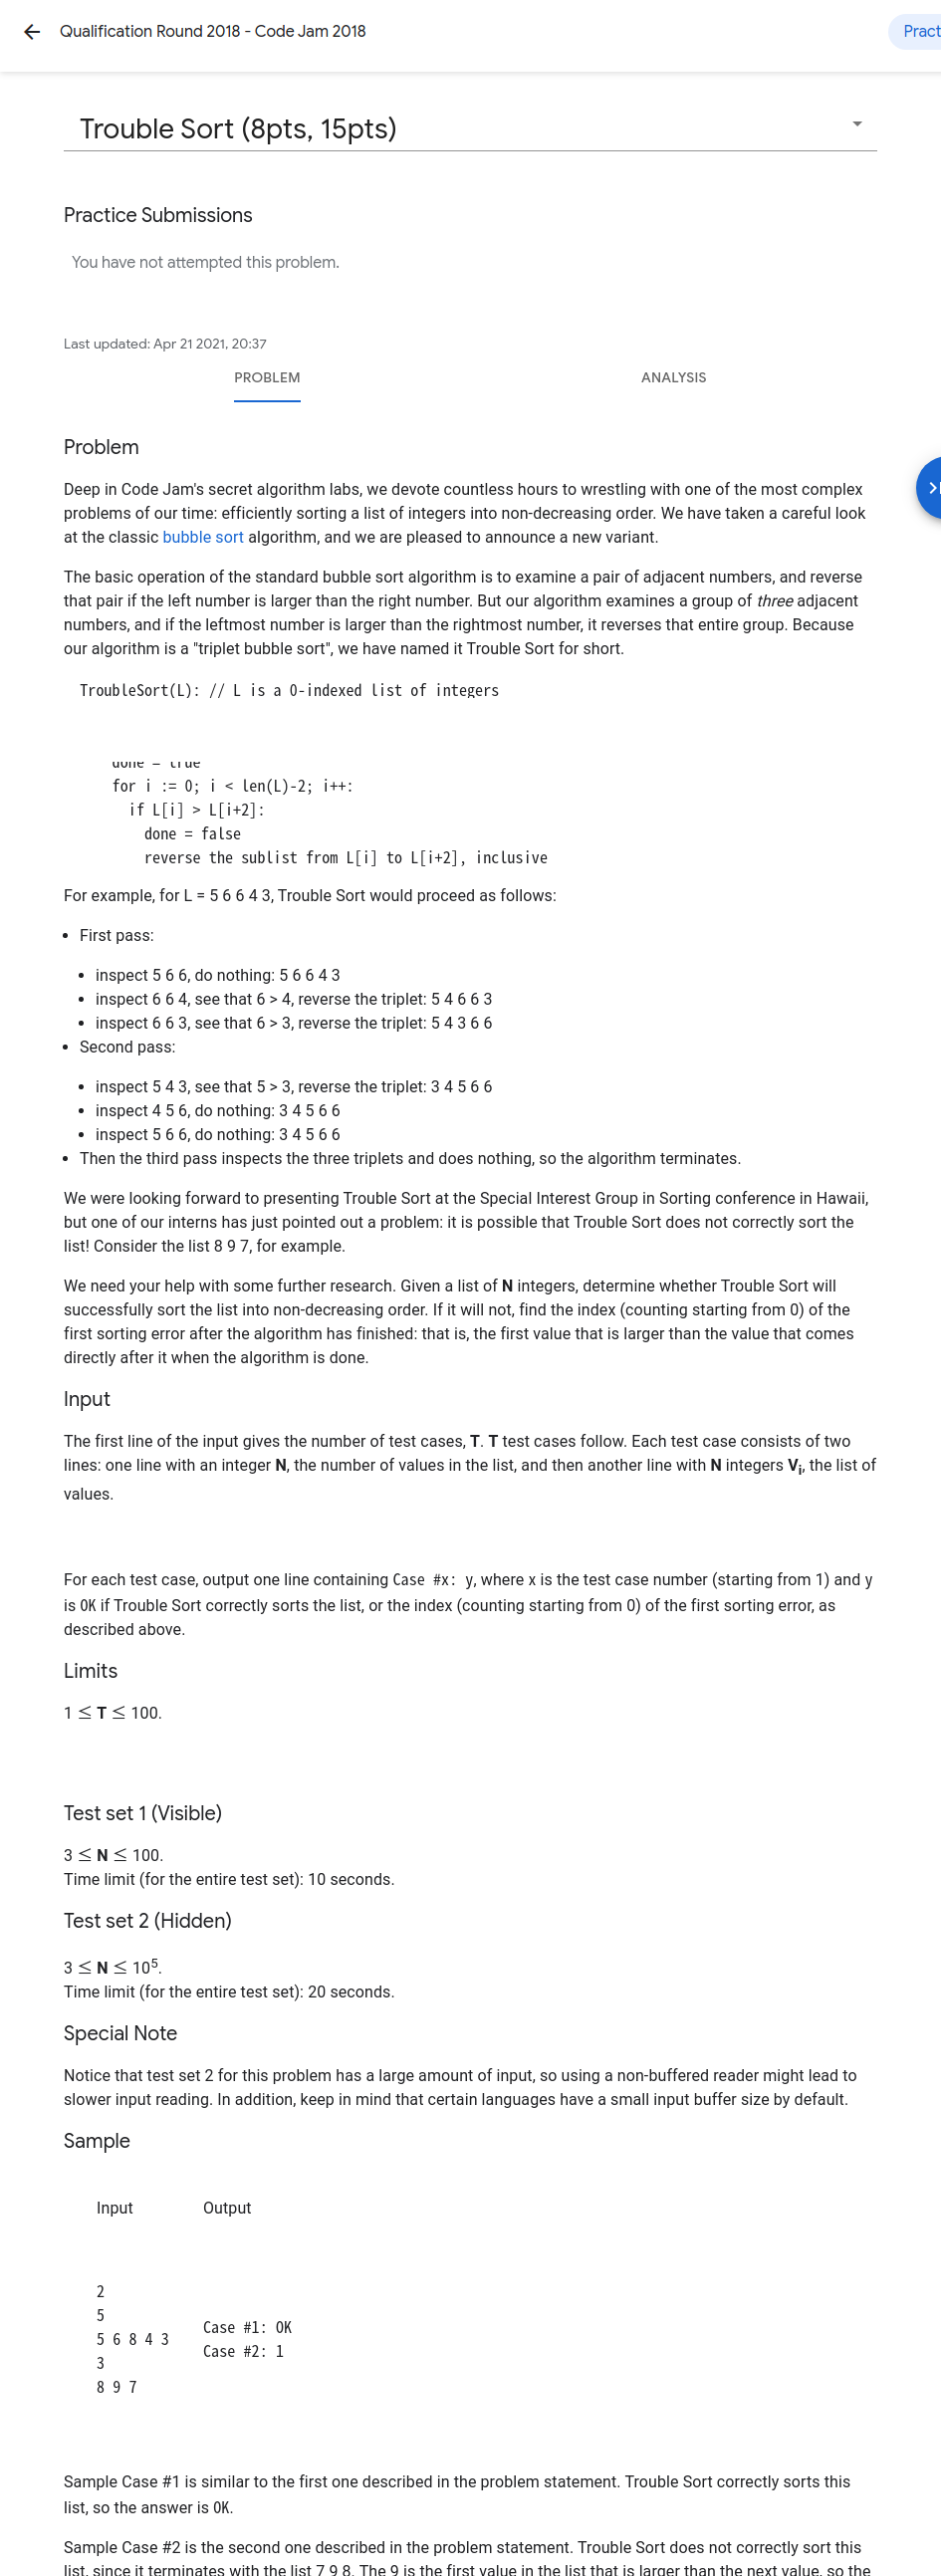 Qualification Round 2018 - Code Jam 2018
Trouble Sort (8pts, 15pts)
Practice Submissions
You have not attempted this problem.
Last updated: Apr 21 2021, 20:37
PROBLEM ANALYSIS
Problem
Deep in Code Jam's secret algorithm labs, we devote countless hours to wrestling with one of the most complex
problems of our time: efficiently sorting a list of integers into non-decreasing order. We have taken a careful look
at the classic bubble sort algorithm, and we are pleased to announce a new variant.
The basic operation of the standard bubble sort algorithm is to examine a pair of adjacent numbers, and reverse
that pair if the left number is larger than the right number. But our algorithm examines a group of three adjacent
numbers, and if the leftmost number is larger than the rightmost number, it reverses that entire group. Because
our algorithm is a "triplet bubble sort", we have named it Trouble Sort for short.
TroubleSort(L): // L is a 0-indexed list of integers
done = true
for i := 0; i < len(L)-2; i++:
if L[i] > L[i+2]:
done = false
reverse the sublist from L[i] to L[i+2], inclusive
For example, for L = 5 6 6 4 3, Trouble Sort would proceed as follows:
• First pass:
• inspect 5 6 6, do nothing: 5 6 6 4 3
• inspect 6 6 4, see that 6 > 4, reverse the triplet: 5 4 6 6 3
• inspect 6 6 3, see that 6 > 3, reverse the triplet: 5 4 3 6 6
• Second pass:
• inspect 5 4 3, see that 5 > 3, reverse the triplet: 3 4 5 6 6
• inspect 4 5 6, do nothing: 3 4 5 6 6
• inspect 5 6 6, do nothing: 3 4 5 6 6
• Then the third pass inspects the three triplets and does nothing, so the algorithm terminates.
We were looking forward to presenting Trouble Sort at the Special Interest Group in Sorting conference in Hawaii,
but one of our interns has just pointed out a problem: it is possible that Trouble Sort does not correctly sort the
list! Consider the list 8 9 7, for example.
We need your help with some further research. Given a list of N integers, determine whether Trouble Sort will
successfully sort the list into non-decreasing order. If it will not, find the index (counting starting from 0) of the
first sorting error after the algorithm has finished: that is, the first value that is larger than the value that comes
directly after it when the algorithm is done.
Input
The first line of the input gives the number of test cases, T. T test cases follow. Each test case consists of two
lines: one line with an integer N, the number of values in the list, and then another line with N integers Vi, the list of
values.
For each test case, output one line containing Case #x: y, where x is the test case number (starting from 1) and y
is OK if Trouble Sort correctly sorts the list, or the index (counting starting from 0) of the first sorting error, as
described above.
Limits
1 ≤ T ≤ 100.
Test set 1 (Visible)
3 ≤ N ≤ 100.
Time limit (for the entire test set): 10 seconds.
Test set 2 (Hidden)
3 ≤ N ≤ 10⁵.
Time limit (for the entire test set): 20 seconds.
Special Note
Notice that test set 2 for this problem has a large amount of input, so using a non-buffered reader might lead to
slower input reading. In addition, keep in mind that certain languages have a small input buffer size by default.
Sample
Input Output
2
5
5 6 8 4 3
3
8 9 7
Case #1: OK
Case #2: 1
Sample Case #1 is similar to the first one described in the problem statement. Trouble Sort correctly sorts this
list, so the answer is OK.
Sample Case #2 is the second one described in the problem statement. Trouble Sort does not correctly sort this
list, since it terminates with the list 7 9 8. The 9 is the first value in the list that is larger than the next value, so the